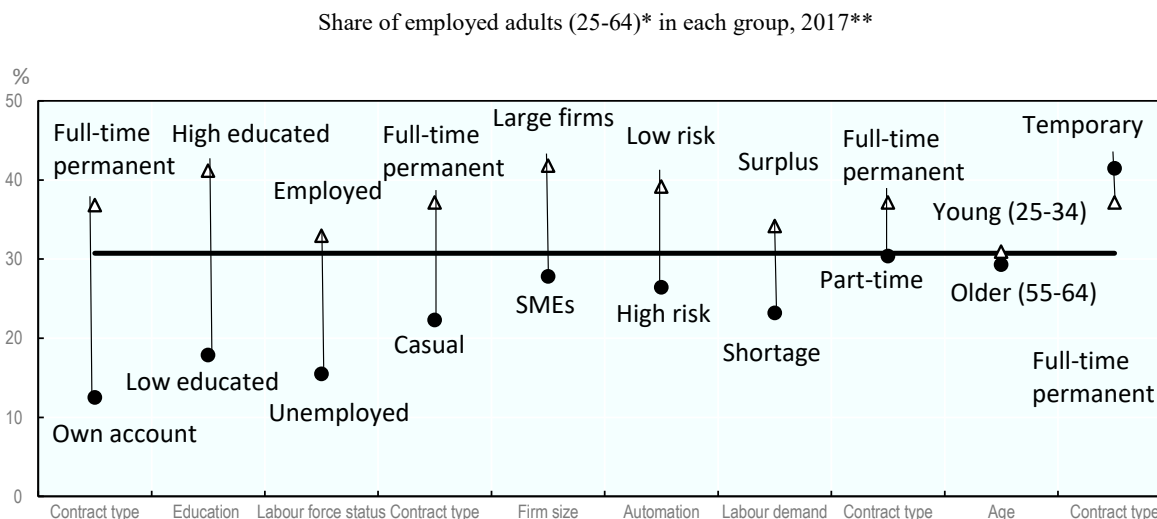 Share of employed adults (25-64)* in each group, 2017**
%
50
40
30
20
10
0
Full-time
permanent
Own account
High educated
Low educated
Employed
Unemployed
Full-time
permanent
Casual
Large firms
SMEs
Low risk
High risk
Surplus
Shortage
Full-time
permanent
Part-time
Young (25-34)
Older (55-64)
Temporary
Full-time
permanent
Contract type
Education
Labour force status
Contract type
Firm size
Automation
Labour demand
Contract type
Age
Contract type